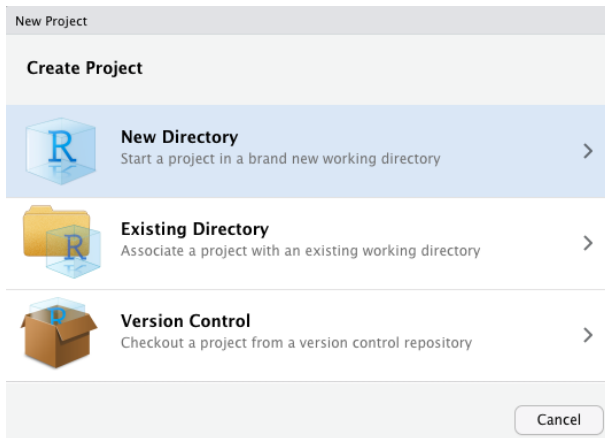 New Project
Create Project
R
New Directory
Start a project in a brand new working directory
R
Existing Directory
Associate a project with an existing working directory
R
Version Control
Checkout a project from a version control repository
Cancel